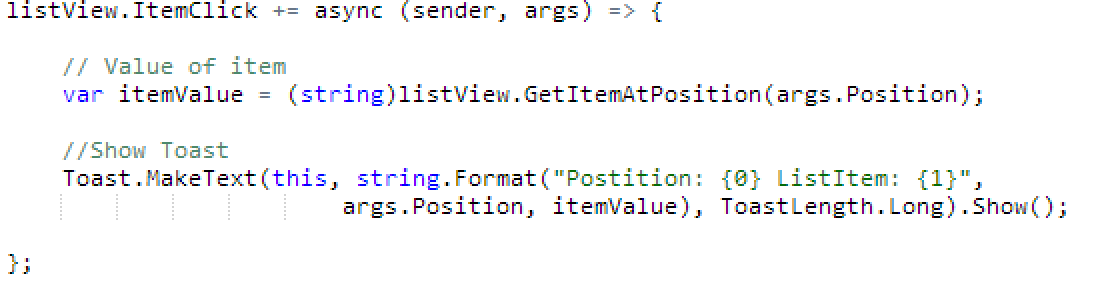 listView.ItemClick += async (sender, args) => {
// Value of item
var itemValue = (string)listView.GetItemAtPosition(args.Position);
//Show Toast
Toast.MakeText(this, string.Format("Postition: {0} ListItem: {1}",
args.Position, itemValue), ToastLength.Long).Show();
};